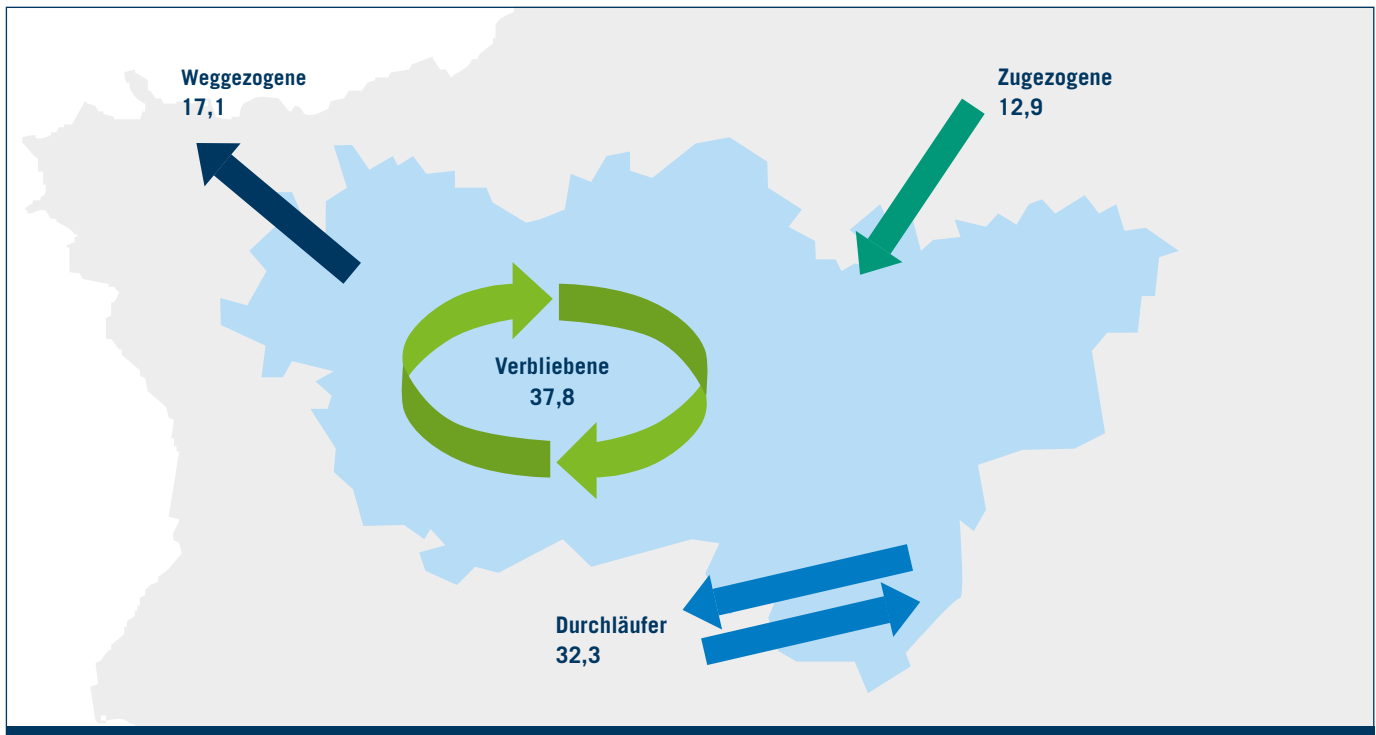 Weggezogene
17,1
Zugezogene
12,9
Verbliebene
37,8
Durchläufer
32,3